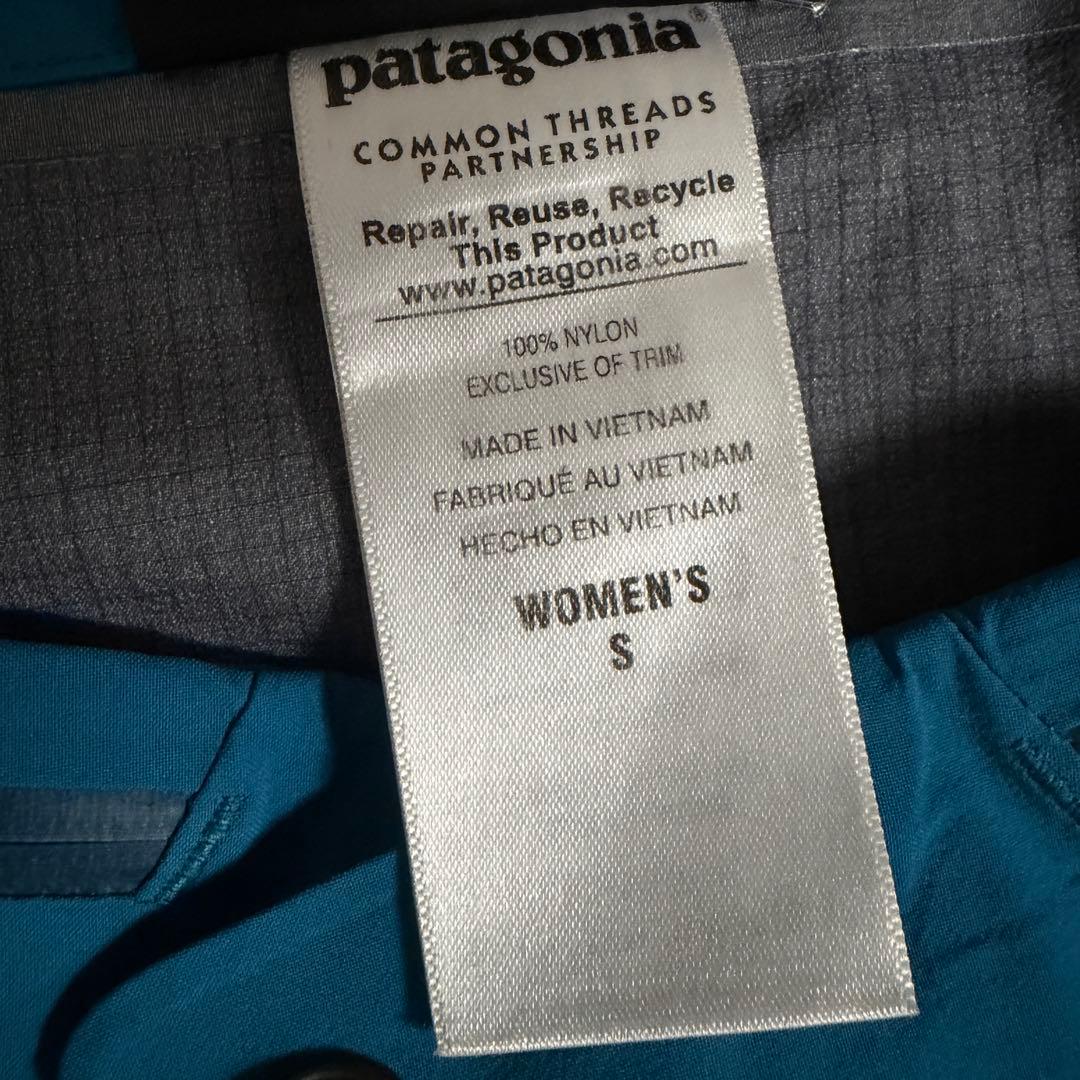 patagonia®
COMMON THREADS
PARTNERSHIP
Repair, Reuse, Recycle
This Product
www.patagonia.com
100% NYLON
EXCLUSIVE OF TRIM
MADE IN VIETNAM
FABRIQUÉ AU VIETNAM
HECHO EN VIETNAM
WOMEN'S
S